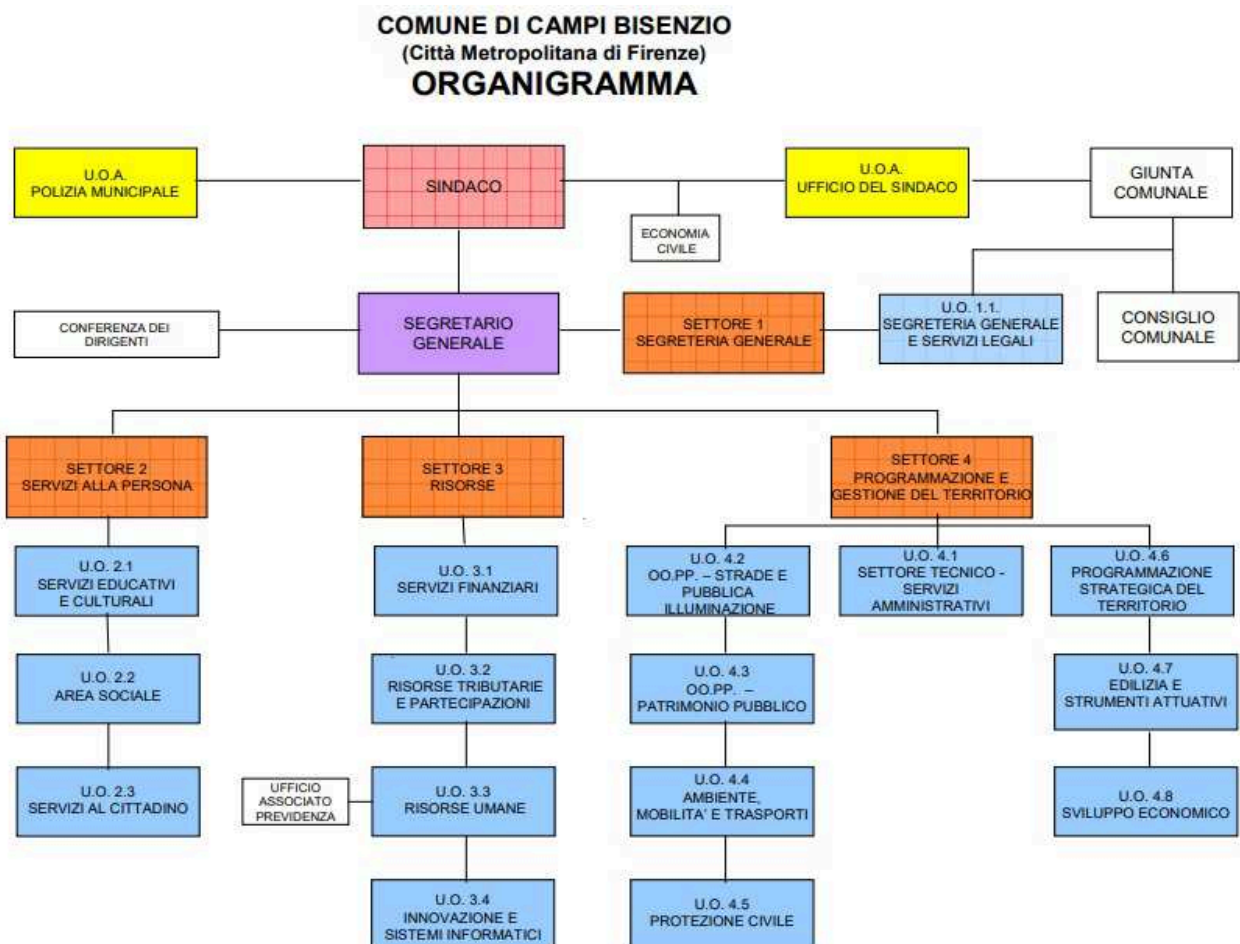 COMUNE DI CAMPI BISENZIO
(Città Metropolitana di Firenze)
ORGANIGRAMMA
U.O.A.
POLIZIA MUNICIPALE
SINDACO
U.O.A.
UFFICIO DEL SINDACO
GIUNTA
COMUNALE
ECONOMIA
CIVILE
CONFERENZA DEI
DIRIGENTI
SEGRETARIO
GENERALE
SETTORE 1
SEGRETERIA GENERALE
U.O. 1.1.
SEGRETERIA GENERALE
E SERVIZI LEGALI
CONSIGLIO
COMUNALE
SETTORE 2
SERVIZI ALLA PERSONA
SETTORE 3
RISORSE
SETTORE 4
PROGRAMMAZIONE E
GESTIONE DEL TERRITORIO
U.O. 2.1
SERVIZI EDUCATIVI
E CULTURALI
U.O. 3.1
SERVIZI FINANZIARI
U.O. 4.2
OO.PP. – STRADE E
PUBBLICA
ILLUMINAZIONE
U.O. 4.1
SETTORE TECNICO -
SERVIZI
AMMINISTRATIVI
U.O. 4.6
PROGRAMMAZIONE
STRATEGICA DEL
TERRITORIO
U.O. 2.2
AREA SOCIALE
U.O. 3.2
RISORSE TRIBUTARIE
E PARTECIPAZIONI
U.O. 4.3
OO.PP. –
PATRIMONIO PUBBLICO
U.O. 4.7
EDILIZIA E
STRUMENTI ATTUATIVI
U.O. 2.3
SERVIZI AL CITTADINO
UFFICIO
ASSOCIATO
PREVIDENZA
U.O. 3.3
RISORSE UMANE
U.O. 4.4
AMBIENTE,
MOBILITA' E TRASPORTI
U.O. 4.8
SVILUPPO ECONOMICO
U.O. 3.4
INNOVAZIONE E
SISTEMI INFORMATICI
U.O. 4.5
PROTEZIONE CIVILE